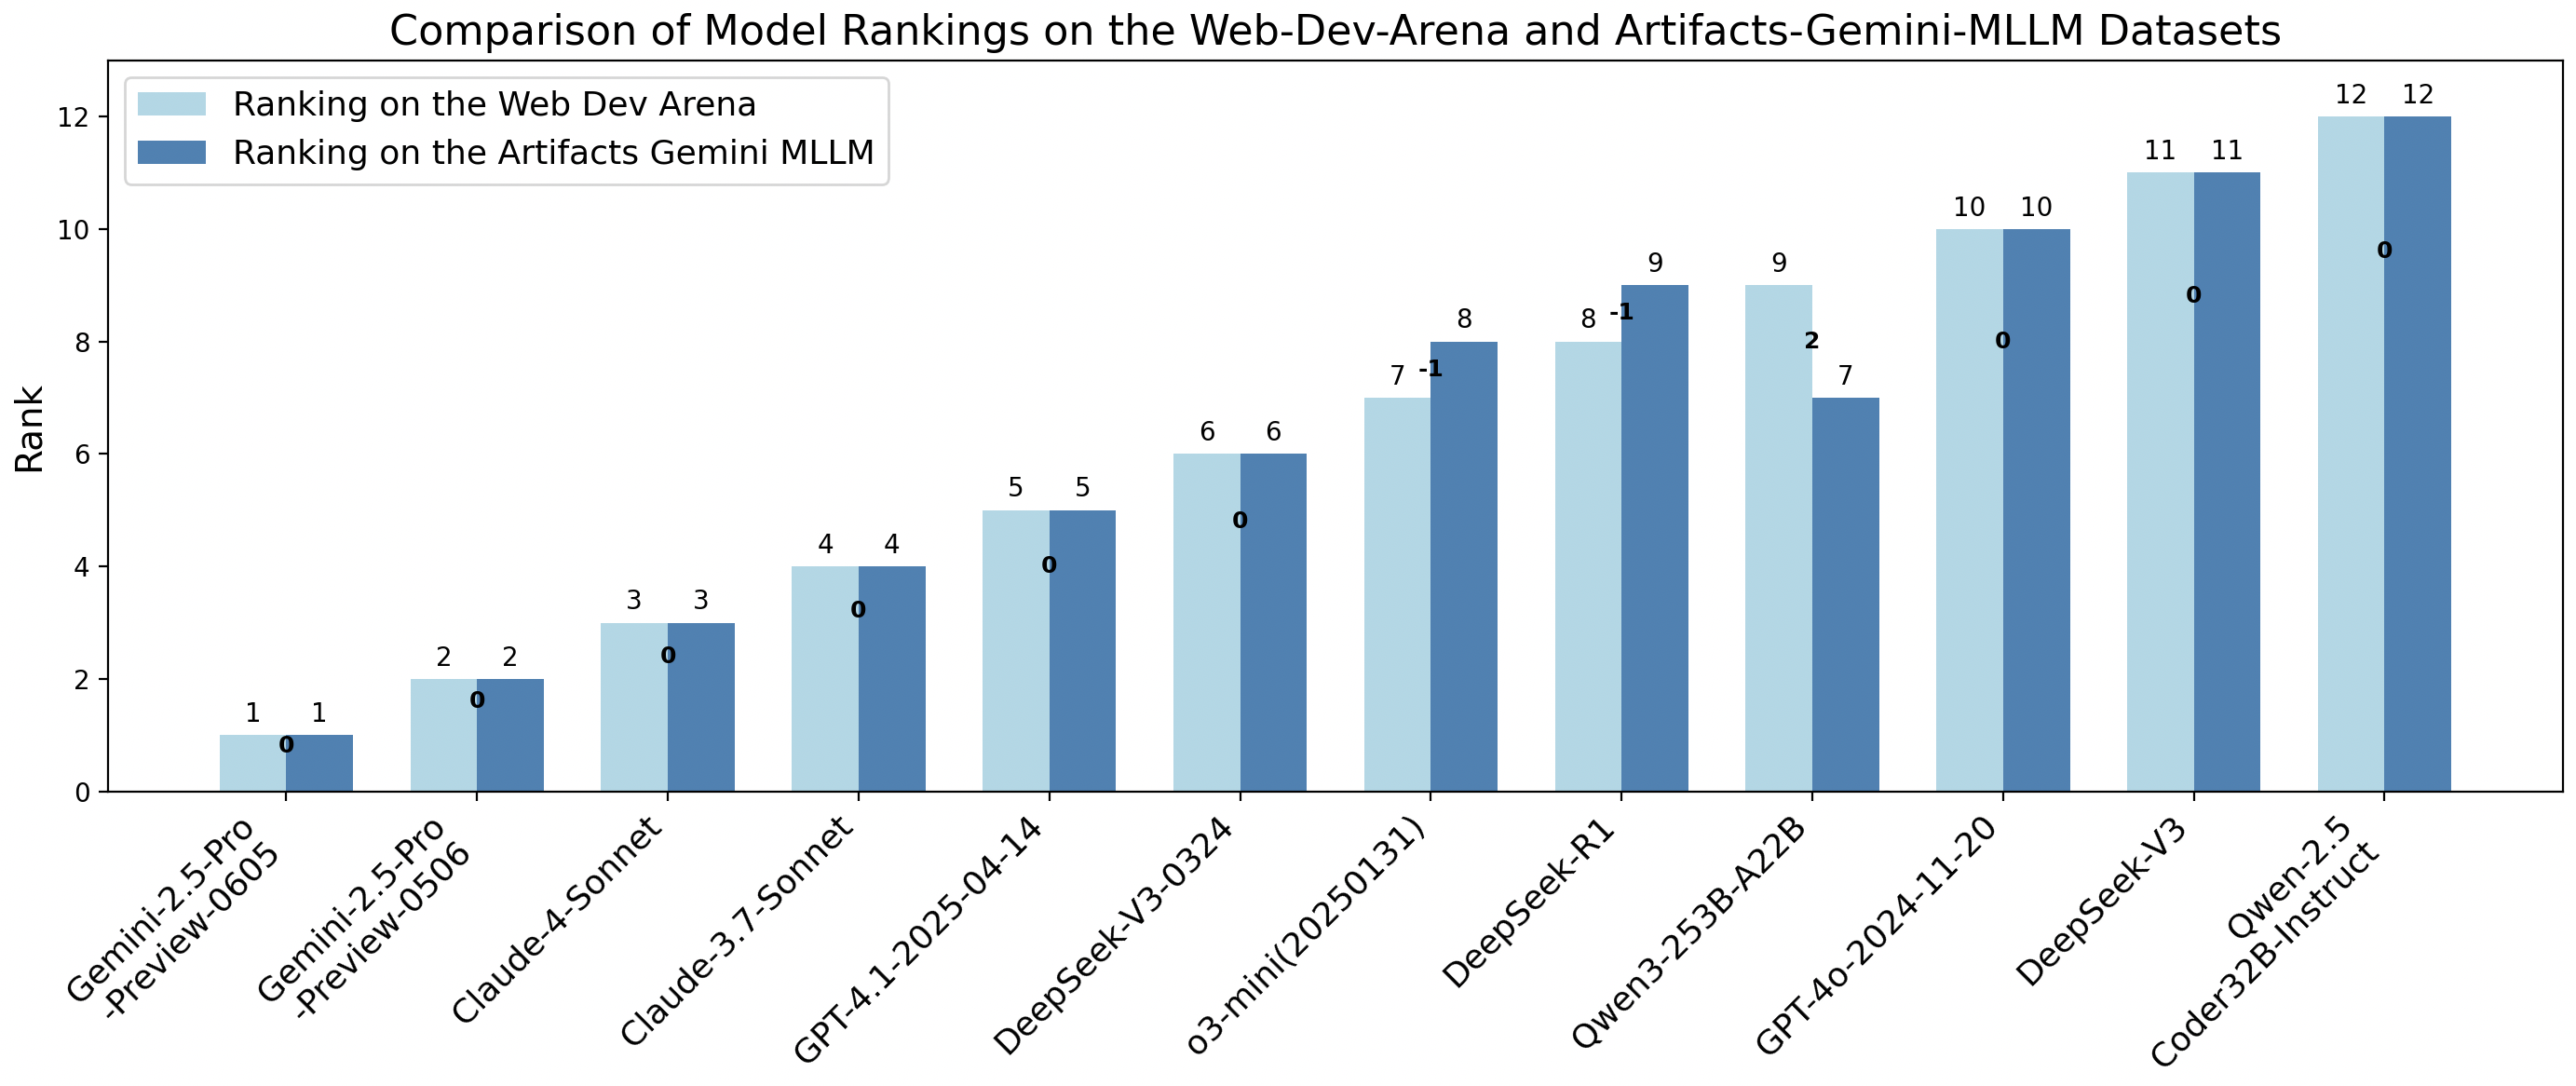 Comparison of Model Rankings on the Web-Dev-Arena and Artifacts-Gemini-MLLM Datasets
Ranking on the Web Dev Arena
Ranking on the Artifacts Gemini MLLM
Rank
12
10
8
6
4
2
0
1 1
0
2 2
0
3 3
0
4 4
0
5 5
0
6 6
0
7 8
-1
8 9
-1
9 7
2
10 10
0
11 11
0
12 12
0
Gemini-2.5-Pro
-Preview-0605
Gemini-2.5-Pro
-Preview-0506
Claude-4-Sonnet
Claude-3.7-Sonnet
GPT-4.1-2025-04-14
DeepSeek-V3-0324
o3-mini(20250131)
DeepSeek-R1
Qwen3-253B-A22B
GPT-4o-2024-11-20
DeepSeek-V3
Qwen-2.5
Coder32B-Instruct